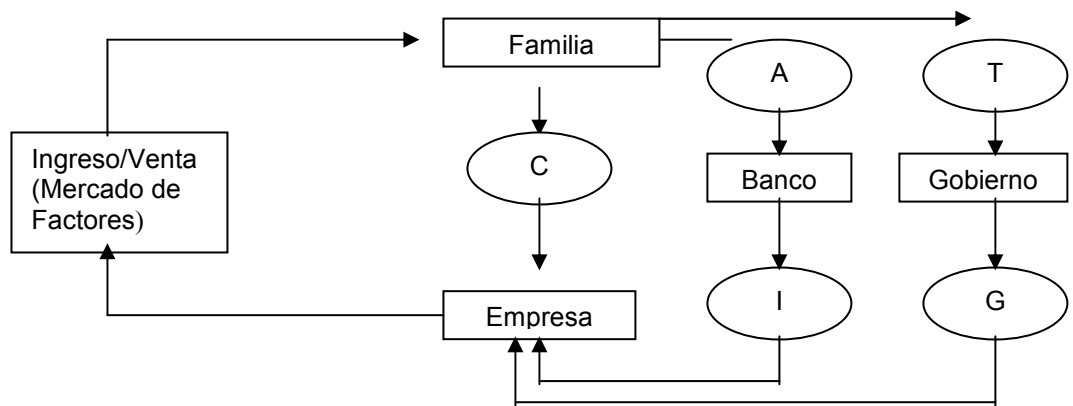 Familia
A
T
Ingreso/Venta
(Mercado de
Factores)
C
Banco
Gobierno
Empresa
I
G